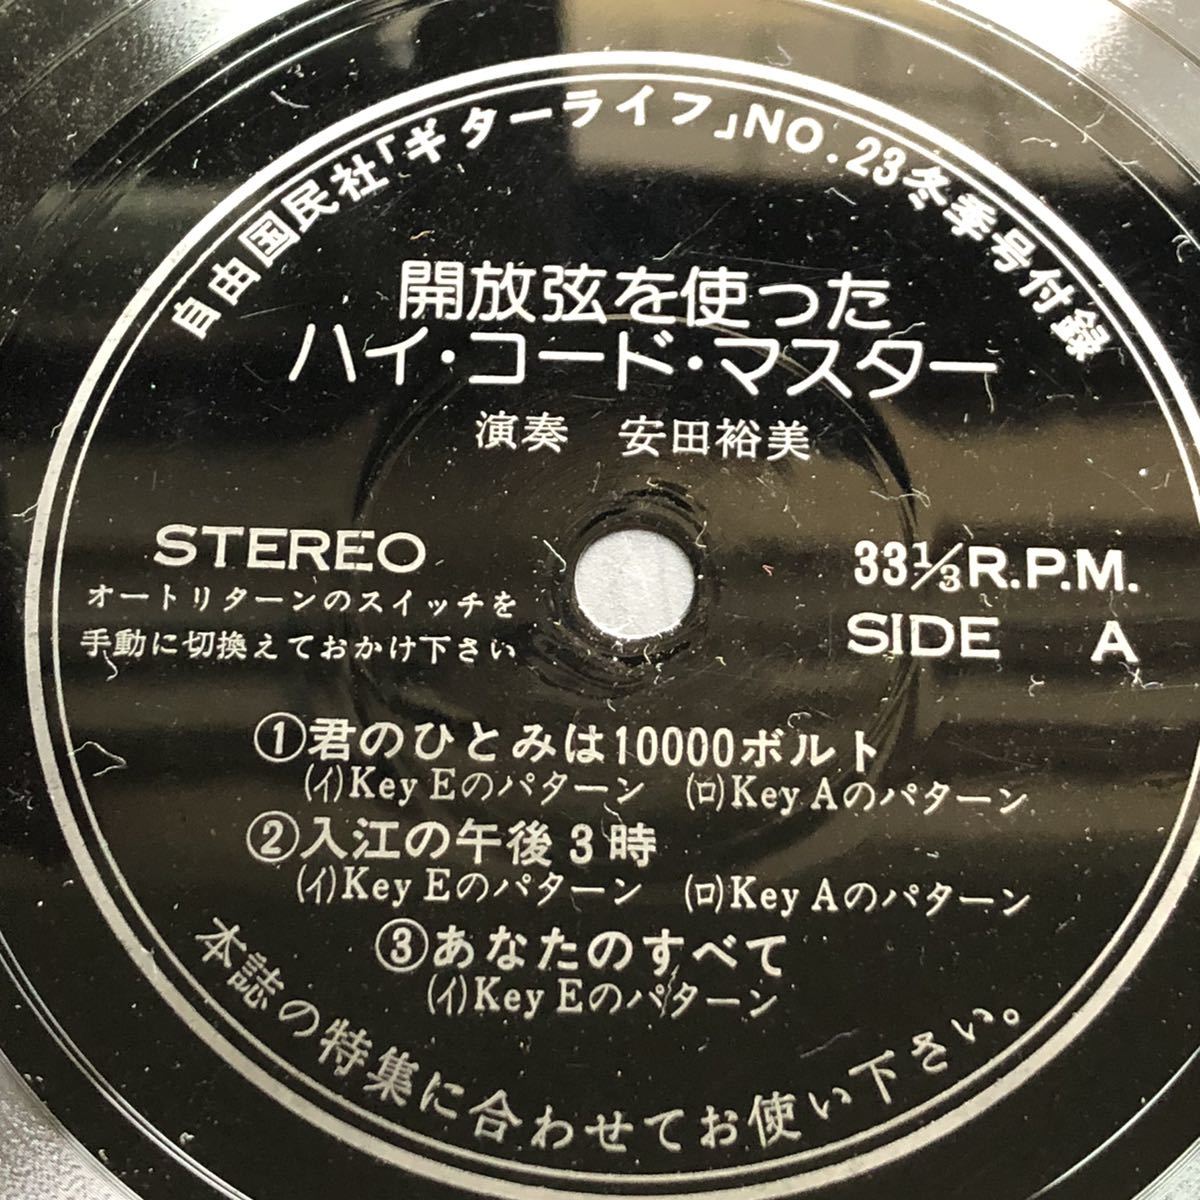 自由国民社「ギターライフ」NO.23冬季号付録
開放弦を使った
ハイ・コード・マスター
演奏 安田裕美
STEREO
オートリターンのスイッチを
手動に切換えておかけ下さい
33⅓R.P.M.
SIDE A
①君のひとみは10000ボルト
(イ)Key Eのパターン (ロ)Key Aのパターン
②入江の午後3時
(イ)Key Eのパターン (ロ)Key Aのパターン
③あなたのすべて
(イ)Key Eのパターン
本誌の特集に合わせてお使い下さい。